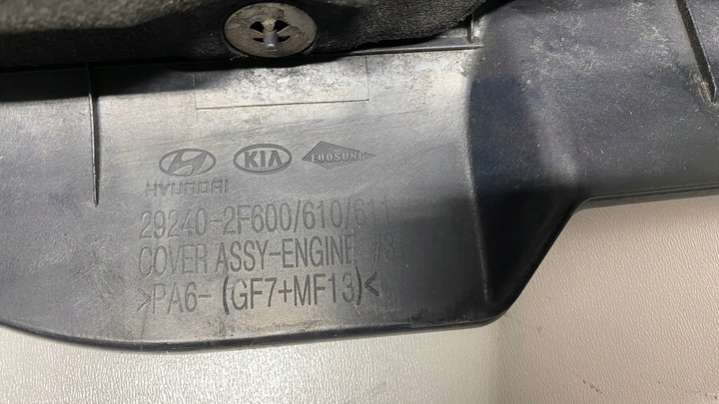 HYUNDAI KIA
29240-2F600/610/611
COVER ASSY-ENGINE
>PA6-(GF7+MF13)<